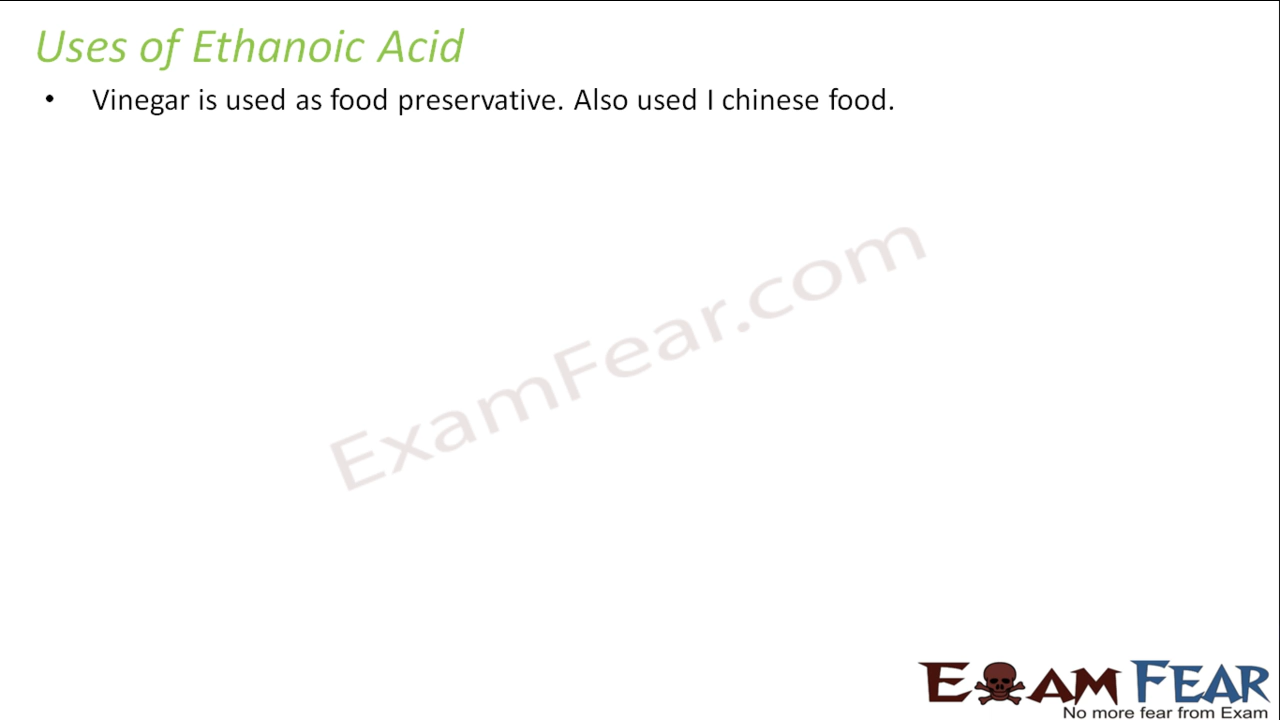 Uses of Ethanoic Acid
• Vinegar is used as food preservative. Also used I chinese food.
ExamFear.com
EXAM FEAR
No more fear from Exam